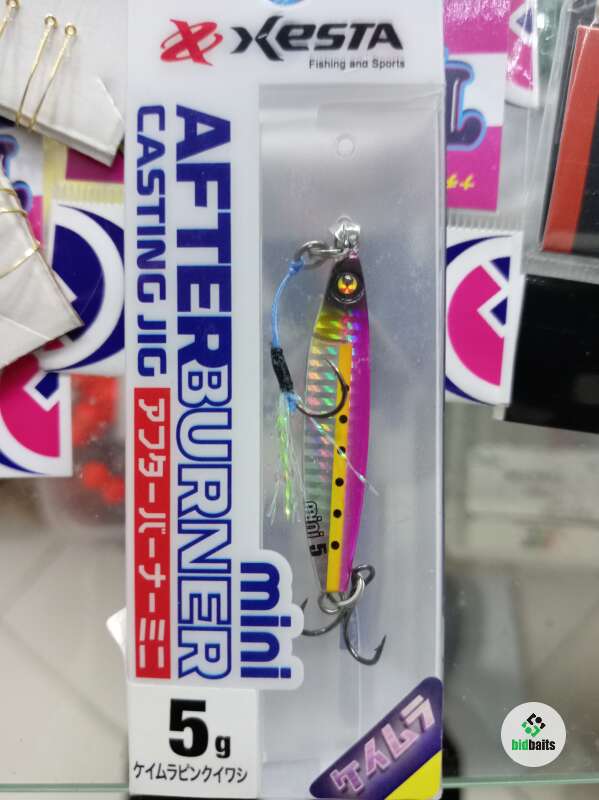 XESTA
Fishing and Sports
AFTERBURNER
mini
CASTING JIG
アフターバーナーミニ
mini 5
5g
ケイムラピンクイワシ
ケイムラ
bidbaits